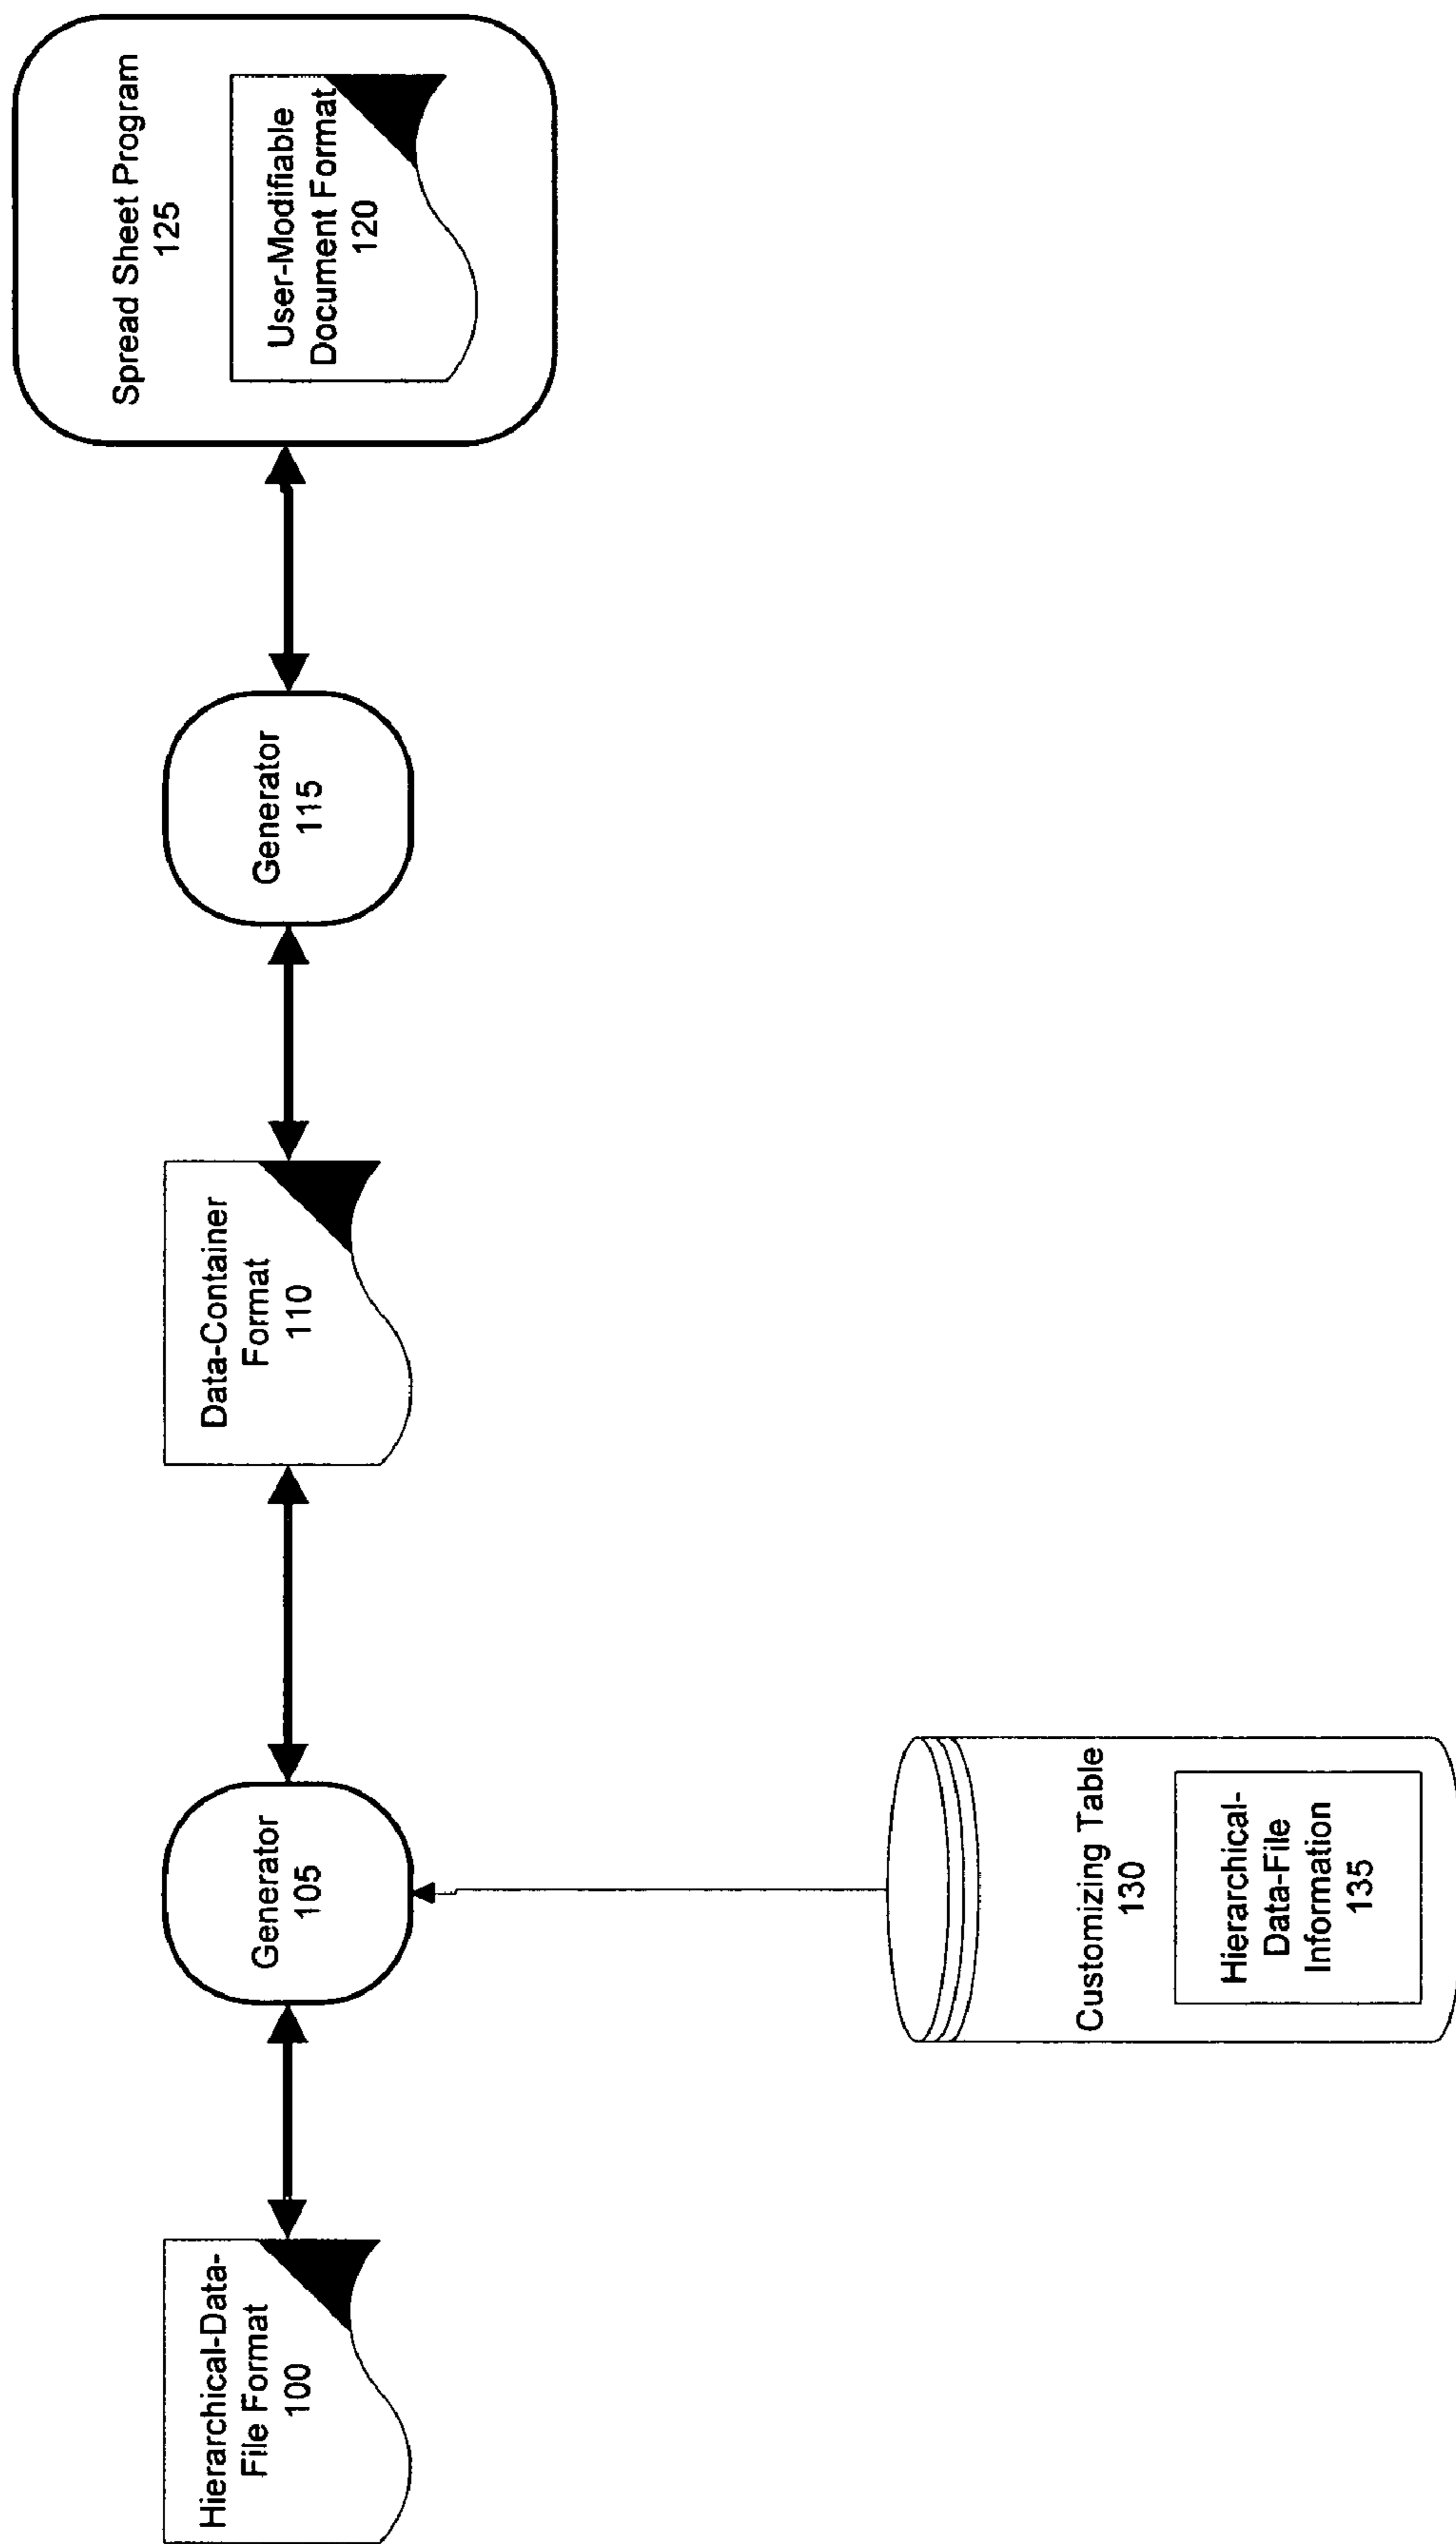 Hierarchical-Data-
File Format
100
Generator
105
Data-Container
Format
110
Generator
115
Spread Sheet Program
125
User-Modifiable
Document Format
120
Customizing Table
130
Hierarchical-
Data-File
Information
135